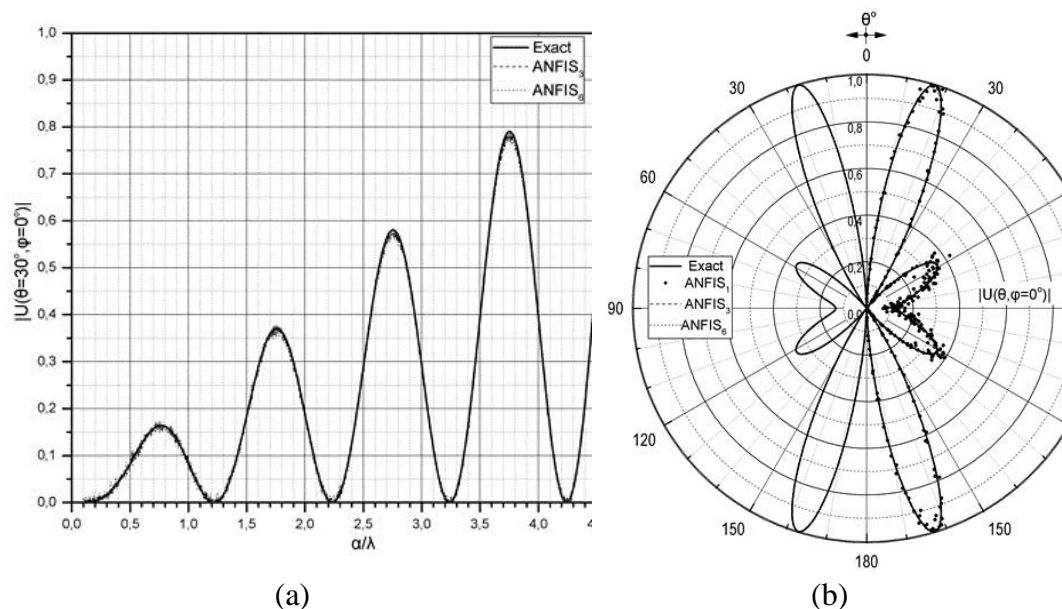 1,0
0,9
0,8
0,7
0,6
0,5
0,4
0,3
0,2
0,1
0,0
|U(θ=30°,φ=0°)|
Exact
ANFIS₃
ANFIS₆
0,0 0,5 1,0 1,5 2,0 2,5 3,0 3,5 4,0
α/λ
(a)
θ°
0
30 30
60
90
120
150 150
180
1,0
0,8
0,6
0,4
0,2
0,0
Exact
ANFIS₁
ANFIS₃
ANFIS₆
|U(θ,φ=0°)|
(b)